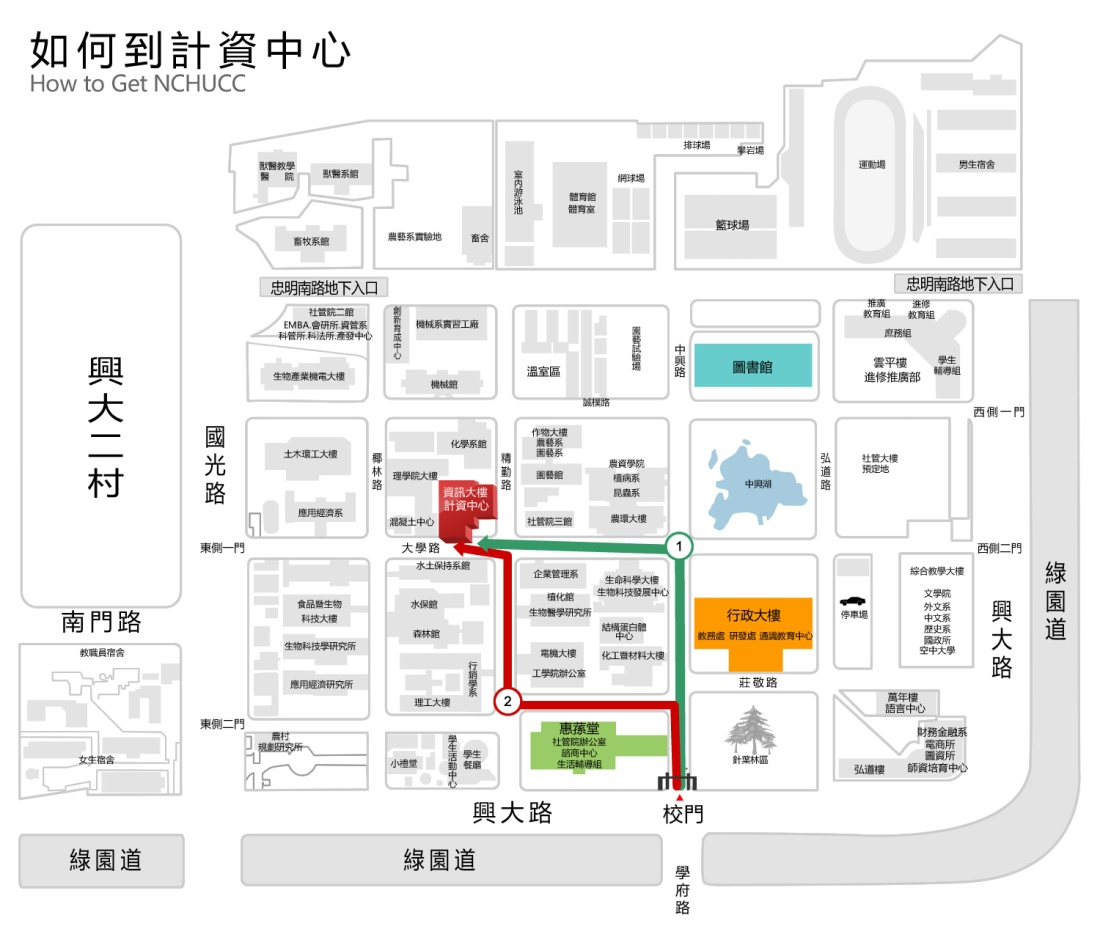 如何到計資中心
How to Get NCHUCC
排球場
攀岩場
獸醫教學
醫院
獸醫系館
室內游泳池
體育館
體育室
網球場
運動場
男生宿舍
籃球場
畜牧系館
農藝系實驗地
畜舍
忠明南路地下入口
忠明南路地下入口
社管院二館
EMBA.會研所.資管系
科管所.科法所.產發中心
創新育成中心
機械系實習工廠
園藝試驗場
中興路
推廣
教育組
進修
教育組
庶務組
圖書館
雲平樓
進修推廣部
學生
輔導組
生物產業機電大樓
機械館
溫室區
誠樸路
西側一門
興大二村
國光路
土木環工大樓
應用經濟系
椰林路
化學系館
理學院大樓
資訊大樓
計資中心
混凝土中心
精勤路
作物大樓
農藝系
園藝系
園藝館
社管院三館
農資學院
植病系
昆蟲系
農環大樓
中興湖
弘道路
社管大樓
預定地
東側一門
大學路
1
西側二門
綠園道
興大路
南門路
水土保持系館
食品暨生物
科技大樓
生物科技學研究所
應用經濟研究所
水保館
森林館
行銷學系
理工大樓
企業管理系
植化館
生物醫學研究所
電機大樓
工學院辦公室
生命科學大樓
生物科技發展中心
結構蛋白體
中心
化工暨材料大樓
行政大樓
教務處 研發處 通識教育中心
停車場
綜合教學大樓
文學院
外文系
中文系
歷史系
國政所
空中大學
教職員宿舍
女生宿舍
莊敬路
2
東側二門
農村
規劃研究所
小禮堂
學生活動中心
學生
餐廳
惠蓀堂
社管院辦公室
諮商中心
生活輔導組
針葉林區
萬年樓
語言中心
弘道樓
財務金融系
電商所
圖資所
師資培育中心
興大路
校門
綠園道
綠園道
學府路